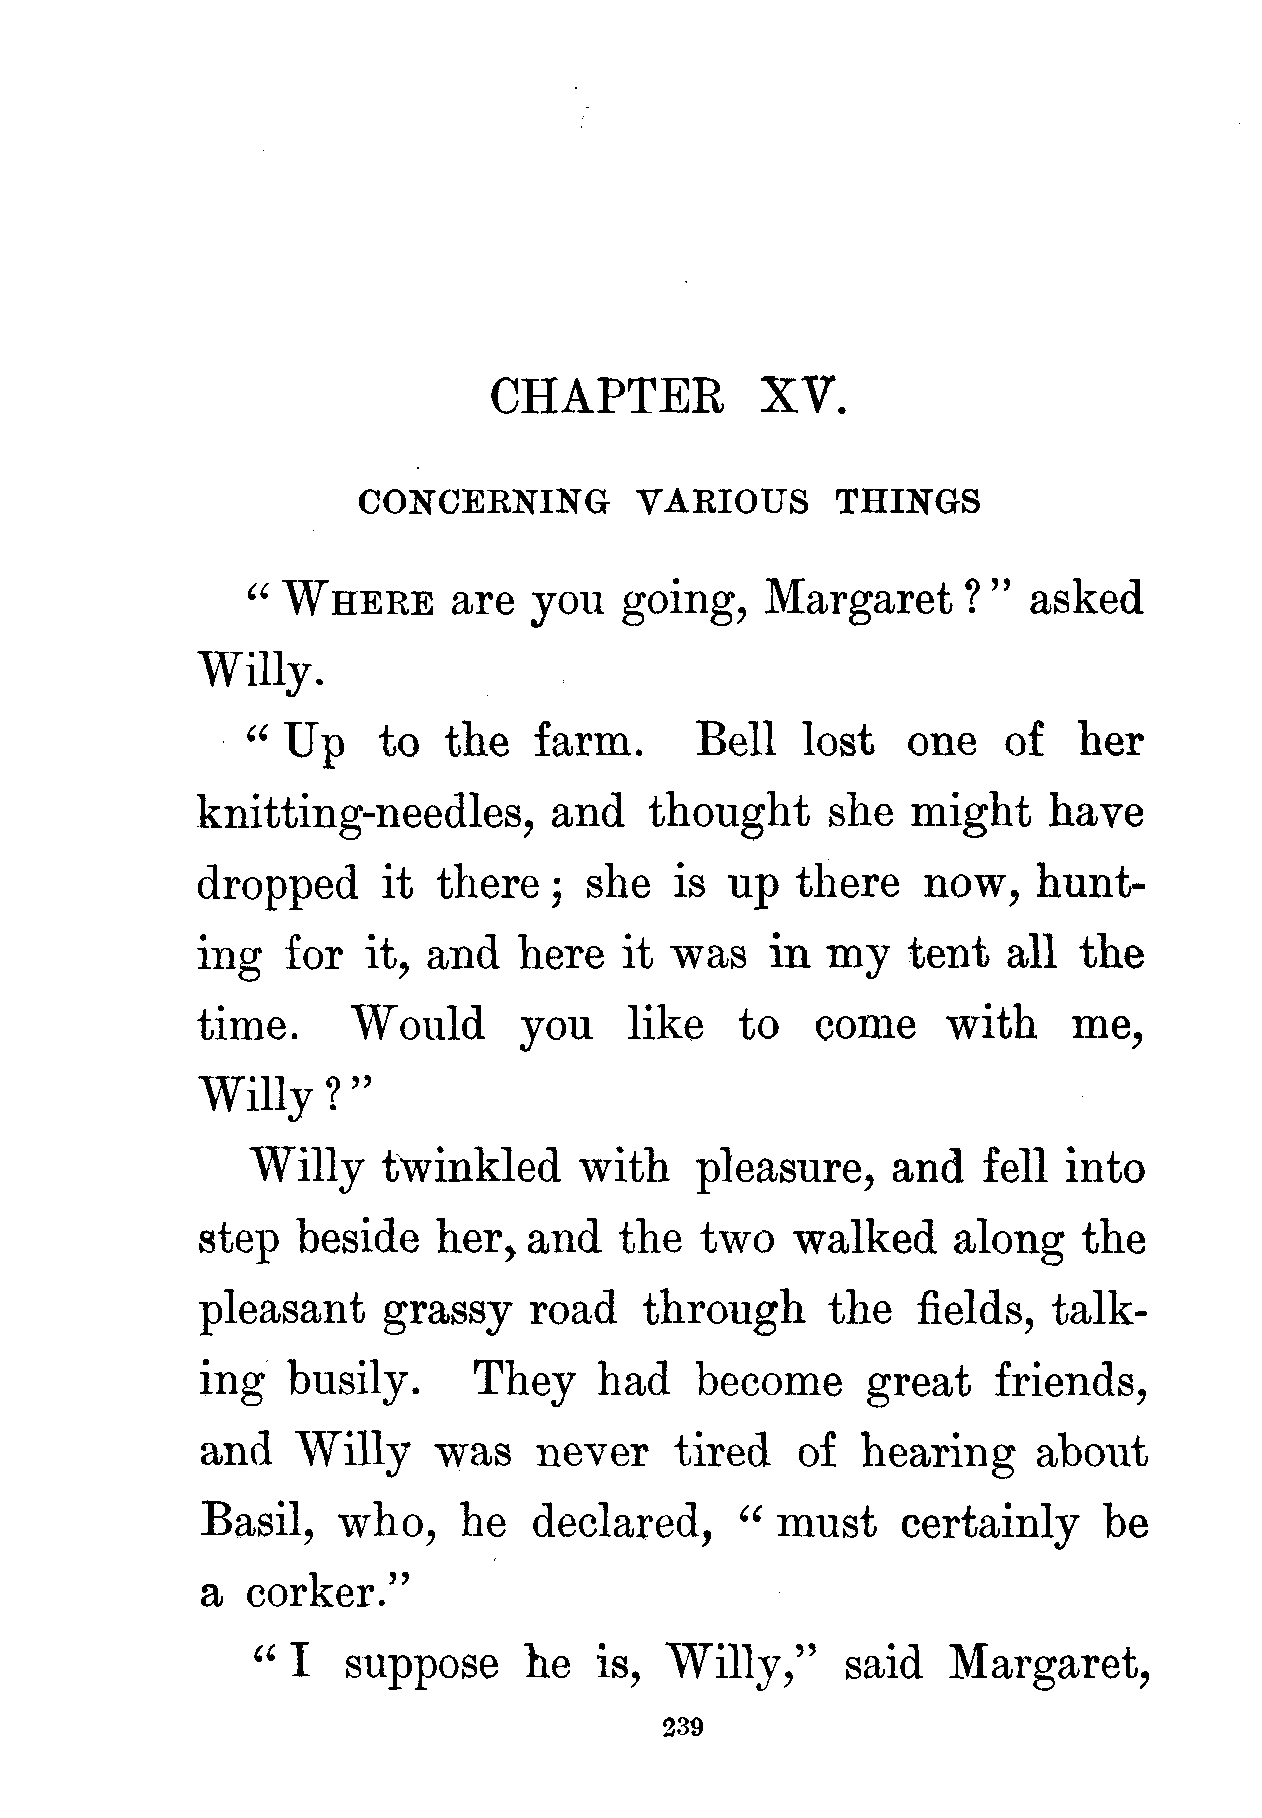 CHAPTER XV.
CONCERNING VARIOUS THINGS
“ WHERE are you going, Margaret ? ” asked
Willy.
“ Up to the farm. Bell lost one of her
knitting-needles, and thought she might have
dropped it there ; she is up there now, hunt-
ing for it, and here it was in my tent all the
time. Would you like to come with me,
Willy ? ”
Willy twinkled with pleasure, and fell into
step beside her, and the two walked along the
pleasant grassy road through the fields, talk-
ing busily. They had become great friends,
and Willy was never tired of hearing about
Basil, who, he declared, “ must certainly be
a corker.”
“ I suppose he is, Willy,” said Margaret,
239